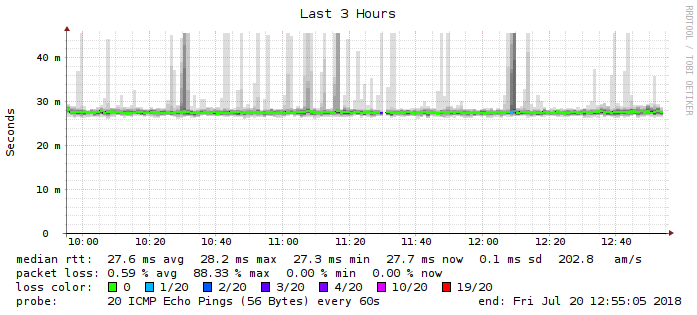 Last 3 Hours
RRDTOOL / TOBI OETIKER
Seconds
40 m
30 m
20 m
10 m
0
10:00 10:20 10:40 11:00 11:20 11:40 12:00 12:20 12:40
median rtt: 27.6 ms avg 28.2 ms max 27.3 ms min 27.7 ms now 0.1 ms sd 202.8 am/s
packet loss: 0.59 % avg 88.33 % max 0.00 % min 0.00 % now
loss color: 0 1/20 2/20 3/20 4/20 10/20 19/20
probe: 20 ICMP Echo Pings (56 Bytes) every 60s end: Fri Jul 20 12:55:05 2018